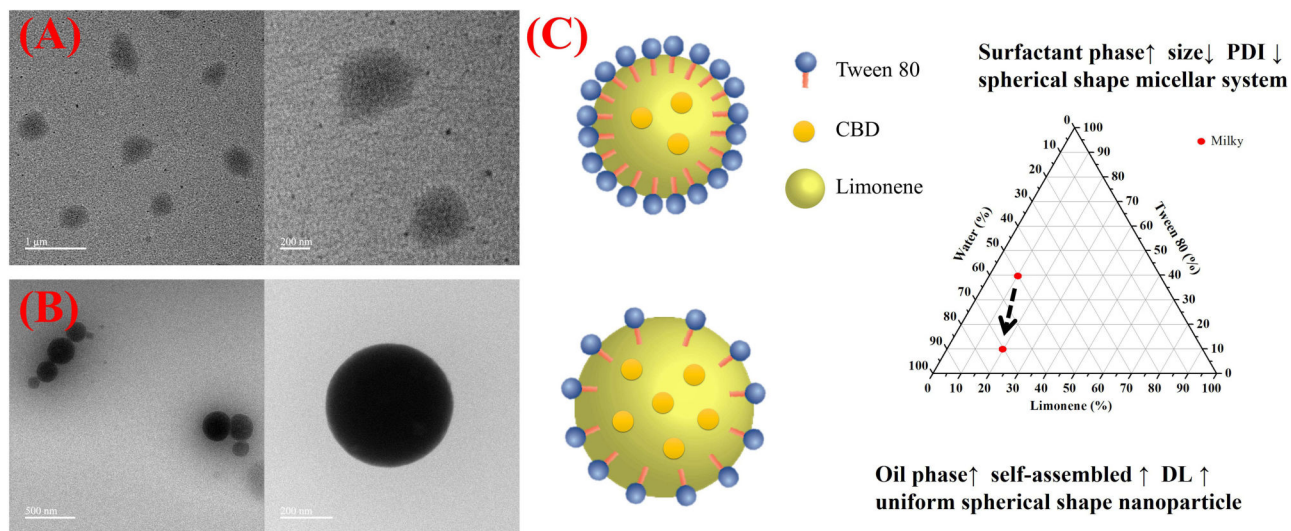 (A)
1 μm
200 nm
(B)
500 nm
200 nm
(C)
Tween 80
CBD
Limonene
Surfactant phase↑ size↓ PDI ↓
spherical shape micellar system
Milky
0
10
20
30
40
50
60
70
80
90
100
Water (%)
100
90
80
70
60
50
40
30
20
10
0
Tween 80 (%)
0 10 20 30 40 50 60 70 80 90 100
Limonene (%)
Oil phase↑ self-assembled ↑ DL ↑
uniform spherical shape nanoparticle